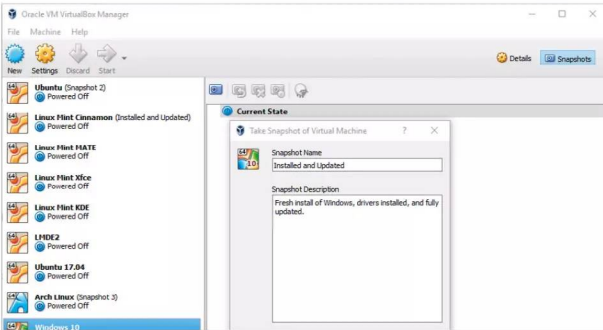 Oracle VM VirtualBox Manager
File Machine Help
New Settings Discard Start
Details Snapshots
Ubuntu (Snapshot 2)
Powered Off
Linux Mint Cinnamon (Installed and Updated)
Powered Off
Linux Mint MATE
Powered Off
Linux Mint Xfce
Powered Off
Linux Mint KDE
Powered Off
LMDE2
Powered Off
Ubuntu 17.04
Powered Off
Arch Linux (Snapshot 3)
Powered Off
Windows 10
Current State
Take Snapshot of Virtual Machine ?
64
10
Snapshot Name
Installed and Updated
Snapshot Description
Fresh install of Windows, drivers installed, and fully
updated.